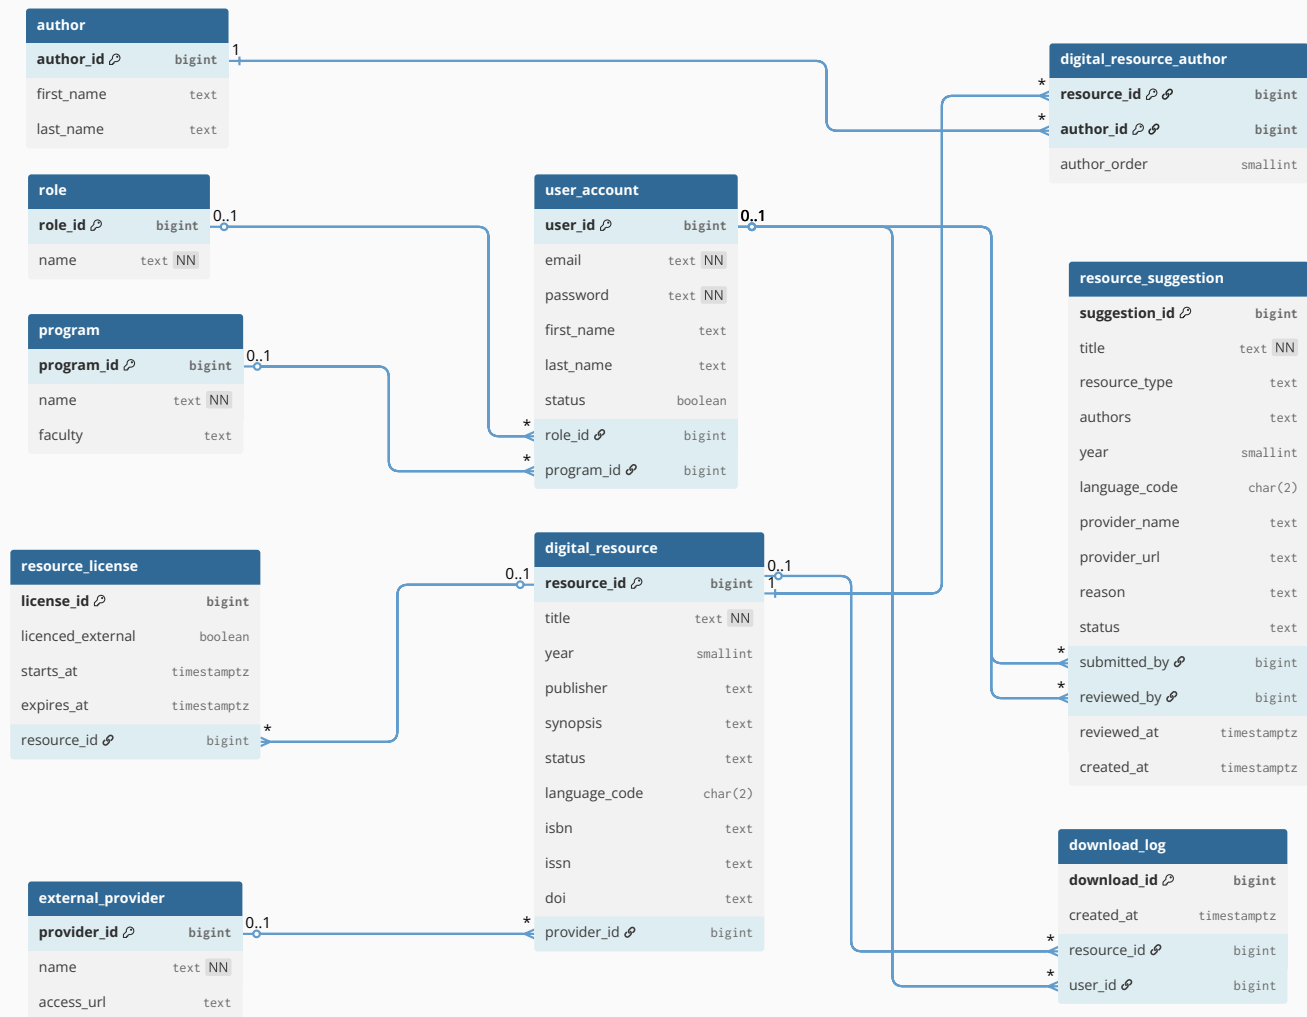 author
author_id bigint
first_name text
last_name text
1
role
role_id bigint
name text NN
0..1
program
program_id bigint
name text NN
faculty text
0..1
resource_license
license_id bigint
licenced_external boolean
starts_at timestamptz
expires_at timestamptz
resource_id bigint
*
external_provider
provider_id bigint
name text NN
access_url text
0..1
user_account
user_id bigint
email text NN
password text NN
first_name text
last_name text
status boolean
role_id bigint
program_id bigint
0..1
*
*
digital_resource
resource_id bigint
title text NN
year smallint
publisher text
synopsis text
status text
language_code char(2)
isbn text
issn text
doi text
provider_id bigint
0..1
0..1
1
*
digital_resource_author
resource_id bigint
author_id bigint
author_order smallint
*
*
resource_suggestion
suggestion_id bigint
title text NN
resource_type text
authors text
year smallint
language_code char(2)
provider_name text
provider_url text
reason text
status text
submitted_by bigint
reviewed_by bigint
reviewed_at timestamptz
created_at timestamptz
*
*
download_log
download_id bigint
created_at timestamptz
resource_id bigint
user_id bigint
*
*